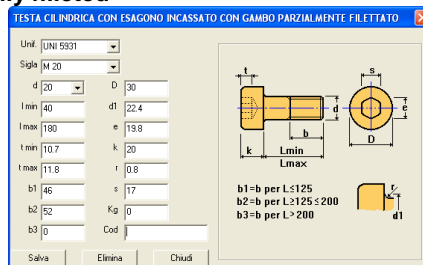 TESTA CILINDRICA CON ESAGONO INCASSATO CON GAMBO PARZIALMENTE FILETTATO
Unif. UNI 5931
Sigla M 20
d 20 D 30
l min 40 d1 22.4
l max 180 e 19.8
t min 10.7 k 20
t max 11.8 r 0.8
b1 46 s 17
b2 52 Kg 0
b3 0 Cod
Salva Elimina Chiudi
t s
d e
b
k Lmin D
Lmax
b1=b per L≤125
b2=b per L≥125≤200
b3=b per L>200
r
d1